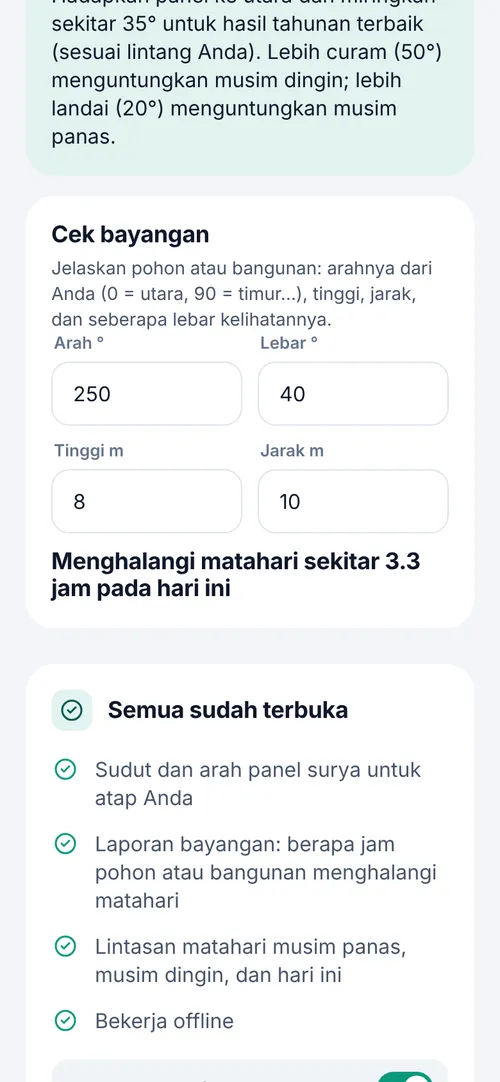 sekitar 35° untuk hasil tahunan terbaik
(sesuai lintang Anda). Lebih curam (50°)
menguntungkan musim dingin; lebih
landai (20°) menguntungkan musim
panas.
Cek bayangan
Jelaskan pohon atau bangunan: arahnya dari
Anda (0 = utara, 90 = timur...), tinggi, jarak,
dan seberapa lebar kelihatannya.
Arah °
Lebar °
250
40
Tinggi m
Jarak m
8
10
Menghalangi matahari sekitar 3.3
jam pada hari ini
Semua sudah terbuka
Sudut dan arah panel surya untuk
atap Anda
Laporan bayangan: berapa jam
pohon atau bangunan menghalangi
matahari
Lintasan matahari musim panas,
musim dingin, dan hari ini
Bekerja offline